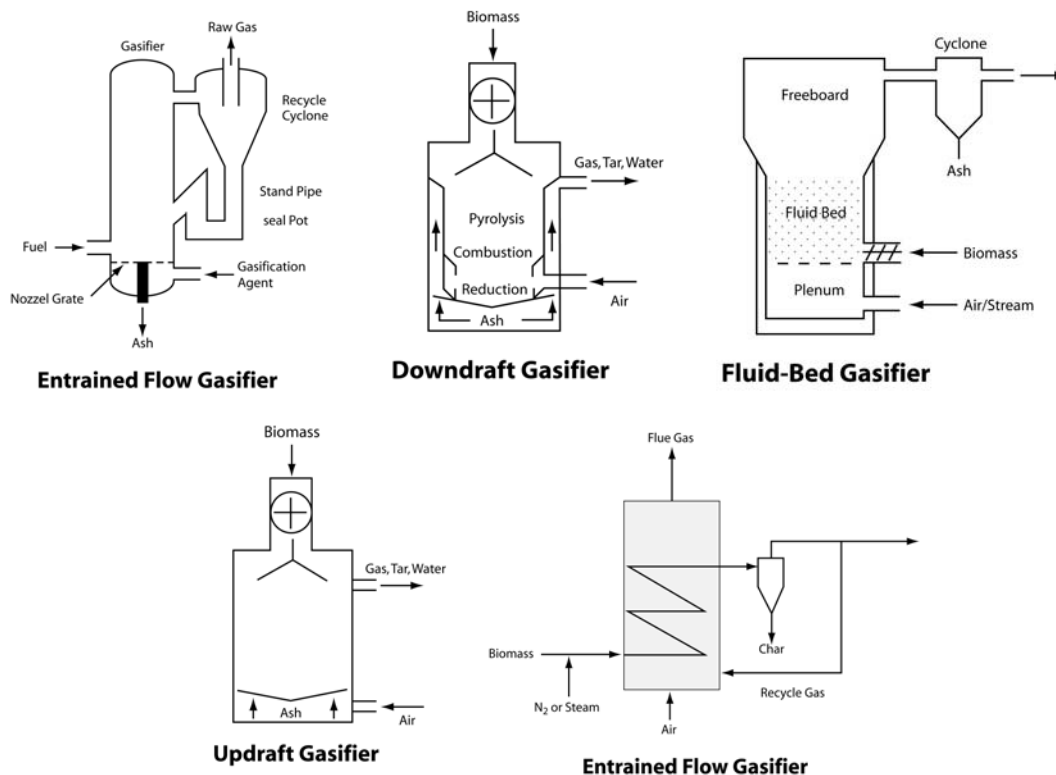 Raw Gas
Gasifier
Recycle
Cyclone
Stand Pipe
seal Pot
Fuel
Gasification
Agent
Nozzel Grate
Ash
Entrained Flow Gasifier
Biomass
Gas, Tar, Water
Pyrolysis
Combustion
Reduction
Air
Ash
Downdraft Gasifier
Cyclone
Freeboard
Ash
Fluid Bed
Biomass
Plenum
Air/Stream
Fluid-Bed Gasifier
Biomass
Gas, Tar, Water
Ash
Air
Updraft Gasifier
Flue Gas
Biomass
Char
N2 or Steam
Recycle Gas
Air
Entrained Flow Gasifier